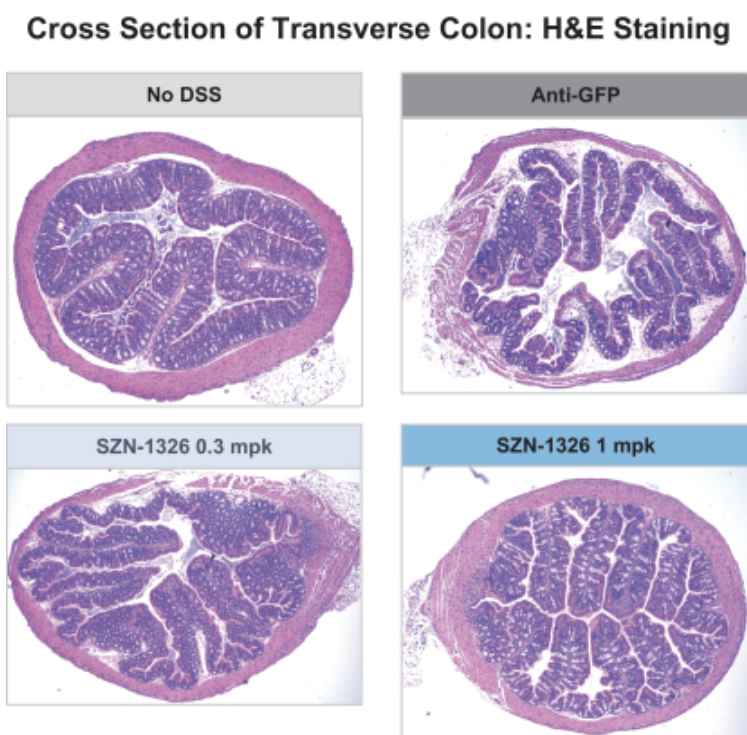 Cross Section of Transverse Colon: H&E Staining
No DSS
Anti-GFP
SZN-1326 0.3 mpk
SZN-1326 1 mpk